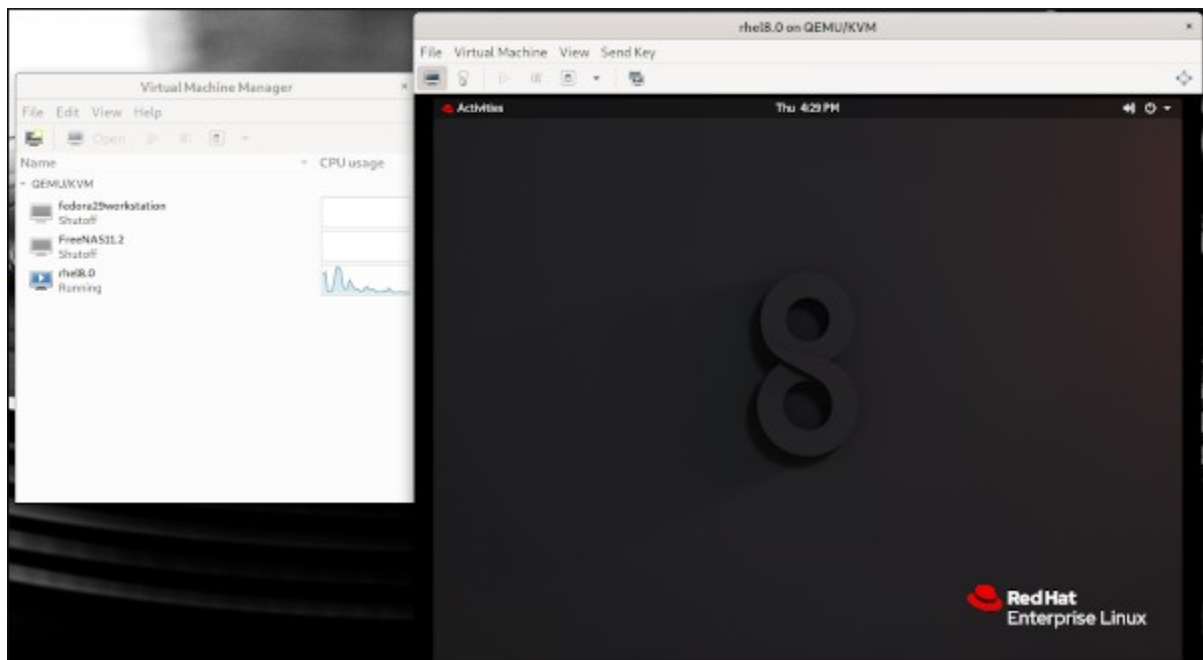 Virtual Machine Manager
File Edit View Help
Open
Name CPU usage
QEMU/KVM
fedora29workstation
Shutoff
FreeNAS11.2
Shutoff
rhel8.0
Running
rhel8.0 on QEMU/KVM
File Virtual Machine View Send Key
Activities Thu 4:29 PM
8
Red Hat
Enterprise Linux